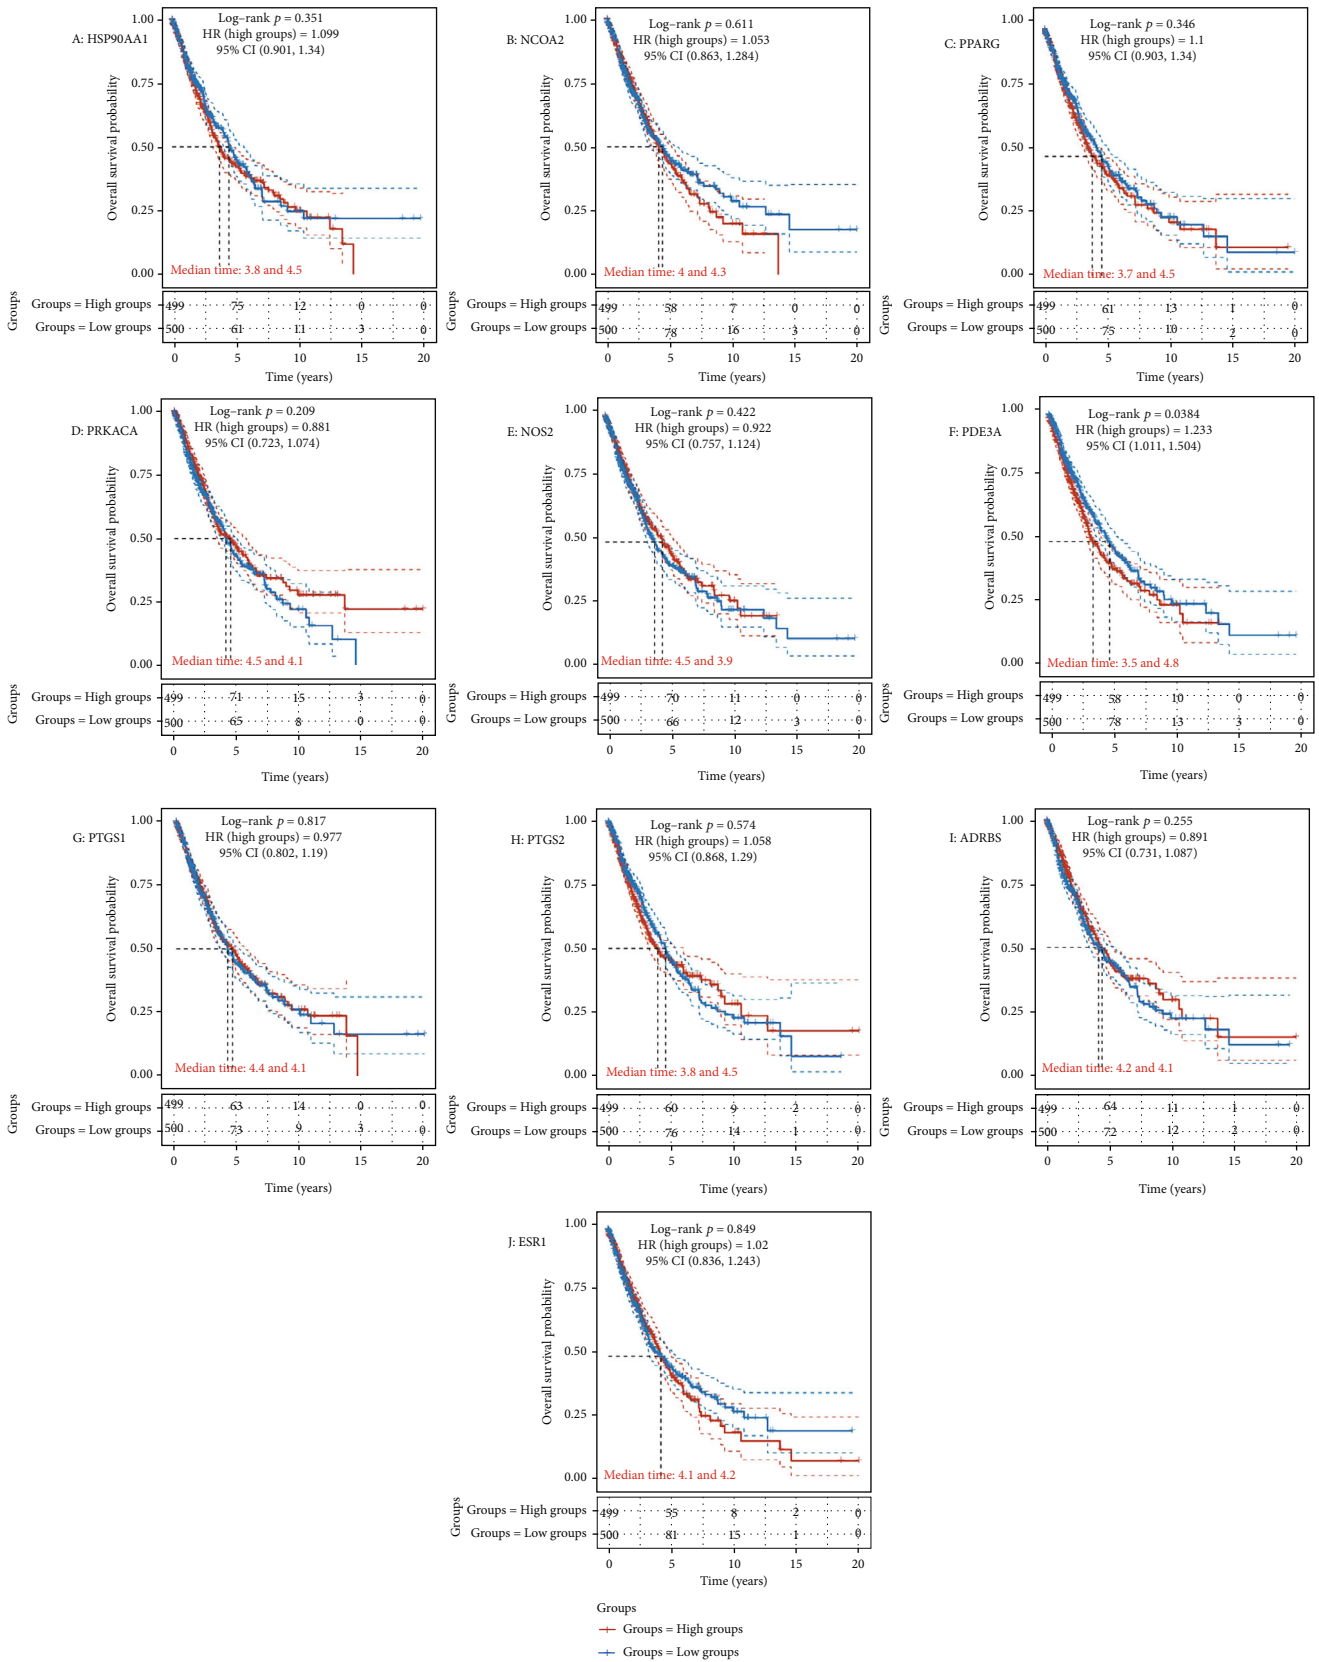 A: HSP90AA1
Log–rank p = 0.351
HR (high groups) = 1.099
95% CI (0.901, 1.34)
Overall survival probability
1.00
0.75
0.50
0.25
0.00
Median time: 3.8 and 4.5
Groups
Groups = High groups 499 75 12 0 0
Groups = Low groups 500 61 11 3 0
0 5 10 15 20
Time (years)
B: NCOA2
Log–rank p = 0.611
HR (high groups) = 1.053
95% CI (0.863, 1.284)
Overall survival probability
1.00
0.75
0.50
0.25
0.00
Median time: 4 and 4.3
Groups
Groups = High groups 499 58 7 0 0
Groups = Low groups 500 78 16 3 0
0 5 10 15 20
Time (years)
C: PPARG
Log–rank p = 0.346
HR (high groups) = 1.1
95% CI (0.903, 1.34)
Overall survival probability
1.00
0.75
0.50
0.25
0.00
Median time: 3.7 and 4.5
Groups
Groups = High groups 499 61 13 1 0
Groups = Low groups 500 75 10 2 0
0 5 10 15 20
Time (years)
D: PRKACA
Log–rank p = 0.209
HR (high groups) = 0.881
95% CI (0.723, 1.074)
Overall survival probability
1.00
0.75
0.50
0.25
0.00
Median time: 4.5 and 4.1
Groups
Groups = High groups 499 71 15 3 0
Groups = Low groups 500 65 8 0 0
0 5 10 15 20
Time (years)
E: NOS2
Log–rank p = 0.422
HR (high groups) = 0.922
95% CI (0.757, 1.124)
Overall survival probability
1.00
0.75
0.50
0.25
0.00
Median time: 4.5 and 3.9
Groups
Groups = High groups 499 70 11 0 0
Groups = Low groups 500 66 12 3 0
0 5 10 15 20
Time (years)
F: PDE3A
Log–rank p = 0.0384
HR (high groups) = 1.233
95% CI (1.011, 1.504)
Overall survival probability
1.00
0.75
0.50
0.25
0.00
Median time: 3.5 and 4.8
Groups
Groups = High groups 499 58 10 0 0
Groups = Low groups 500 78 13 3 0
0 5 10 15 20
Time (years)
G: PTGS1
Log–rank p = 0.817
HR (high groups) = 0.977
95% CI (0.802, 1.19)
Overall survival probability
1.00
0.75
0.50
0.25
0.00
Median time: 4.4 and 4.1
Groups
Groups = High groups 499 63 14 0 0
Groups = Low groups 500 73 9 3 0
0 5 10 15 20
Time (years)
H: PTGS2
Log–rank p = 0.574
HR (high groups) = 1.058
95% CI (0.868, 1.29)
Overall survival probability
1.00
0.75
0.50
0.25
0.00
Median time: 3.8 and 4.5
Groups
Groups = High groups 499 60 9 2 0
Groups = Low groups 500 76 14 1 0
0 5 10 15 20
Time (years)
I: ADRBS
Log–rank p = 0.255
HR (high groups) = 0.891
95% CI (0.731, 1.087)
Overall survival probability
1.00
0.75
0.50
0.25
0.00
Median time: 4.2 and 4.1
Groups
Groups = High groups 499 64 11 1 0
Groups = Low groups 500 72 12 2 0
0 5 10 15 20
Time (years)
J: ESR1
Log–rank p = 0.849
HR (high groups) = 1.02
95% CI (0.836, 1.243)
Overall survival probability
1.00
0.75
0.50
0.25
0.00
Median time: 4.1 and 4.2
Groups
Groups = High groups 499 55 8 2 0
Groups = Low groups 500 81 15 1 0
0 5 10 15 20
Time (years)
Groups
Groups = High groups
Groups = Low groups